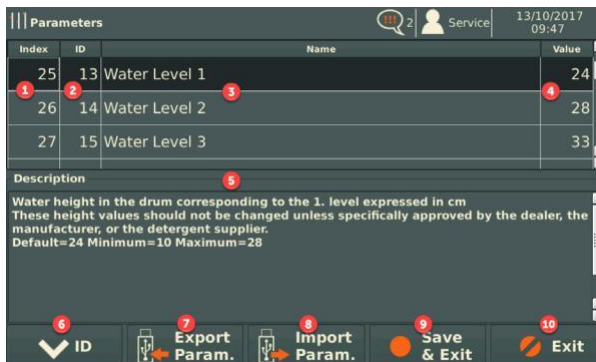 Parameters 2 Service 13/10/2017
09:47
Index ID Name Value
25 13 Water Level 1 24
1 2 3 4
26 14 Water Level 2 28
27 15 Water Level 3 33
Description 5
Water height in the drum corresponding to the 1. level expressed in cm
These height values should not be changed unless specifically approved by the dealer, the
manufacturer, or the detergent supplier.
Default=24 Minimum=10 Maximum=28
6 7 8 9 10
ID Export Param. Import Param. Save & Exit Exit